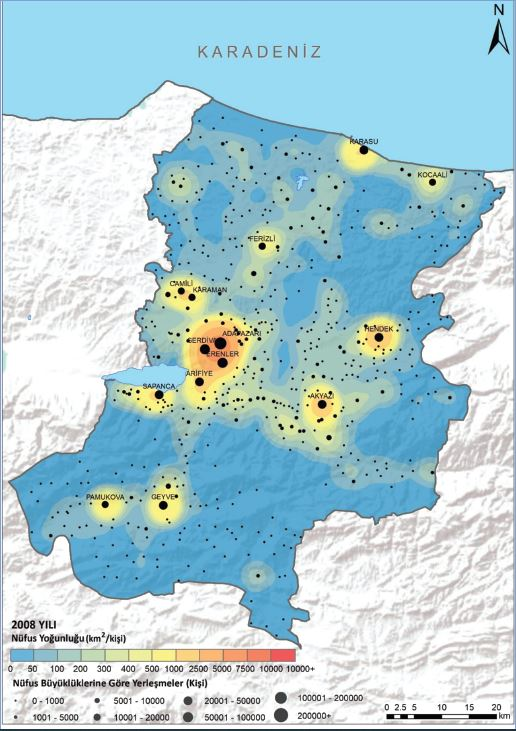 N
KARADENİZ
KARASU
KOCAALİ
FERİZLİ
CAMİLİ
KARAMAN
ADAPAZARI
SERDİVAN
ERENLER
HENDEK
ARİFİYE
SAPANCA
AKYAZI
PAMUKOVA
GEYVE
2008 YILI
Nüfus Yoğunluğu (km²/kişi)
0 50 100 200 300 400 500 1000 2500 5000 7500 10000 10000+
Nüfus Büyüklüklerine Göre Yerleşmeler (Kişi)
0 - 1000 5001 - 10000 20001 - 50000 100001 - 200000
1001 - 5000 10001 - 20000 50001 - 100000 200000+
0 2.5 5 10 15 20
km